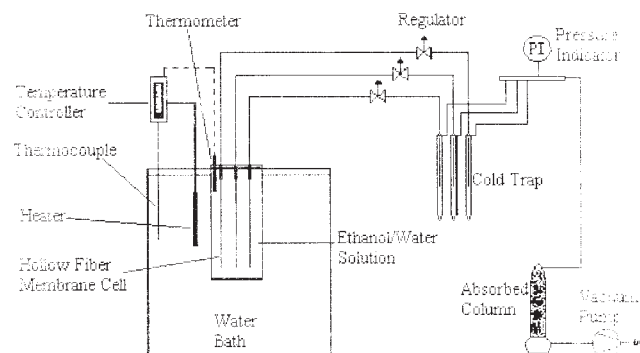 Thermometer
Regulator
PI
Pressure
Indicator
Temperature
Controller
Thermocouple
Cold Trap
Heater
Ethanol/Water
Solution
Hollow Fiber
Membrane Cell
Absorbed
Column
Vacuum
Pump
Water
Bath